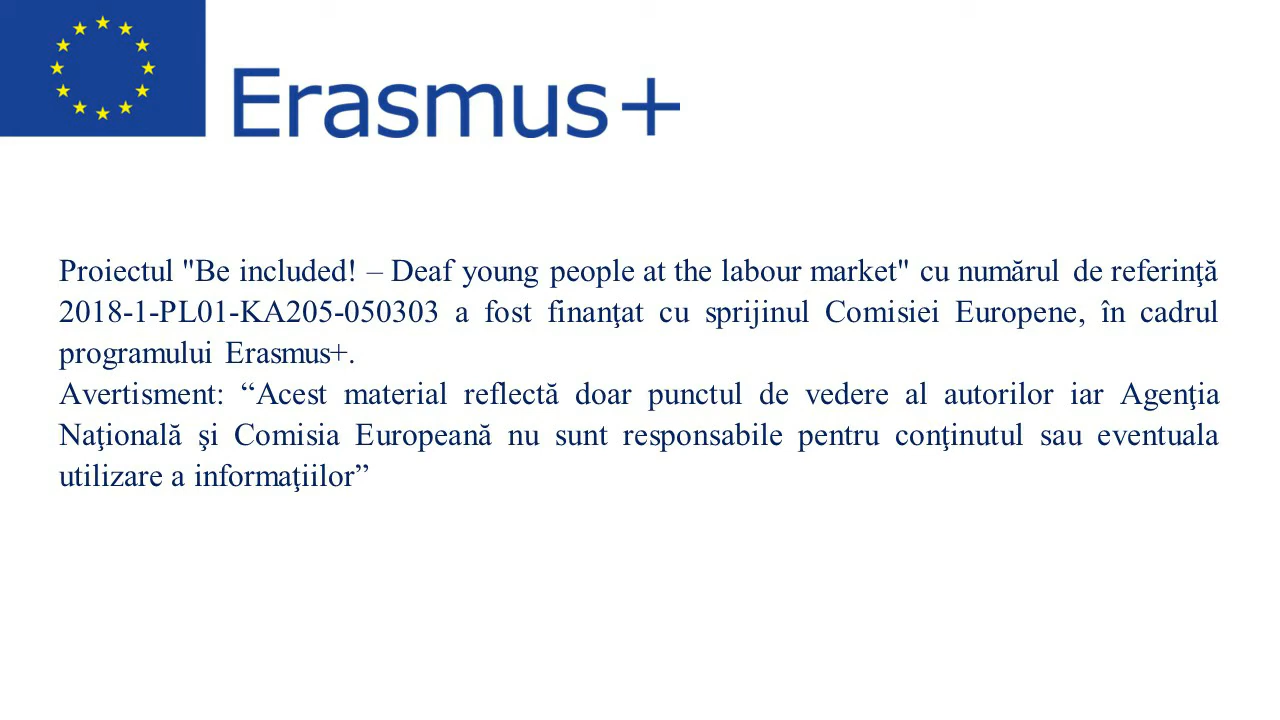 Erasmus+
Proiectul "Be included! – Deaf young people at the labour market" cu numărul de referinţă
2018-1-PL01-KA205-050303 a fost finanţat cu sprijinul Comisiei Europene, în cadrul
programului Erasmus+.
Avertisment: “Acest material reflectă doar punctul de vedere al autorilor iar Agenţia
Naţională şi Comisia Europeană nu sunt responsabile pentru conţinutul sau eventuala
utilizare a informaţiilor”